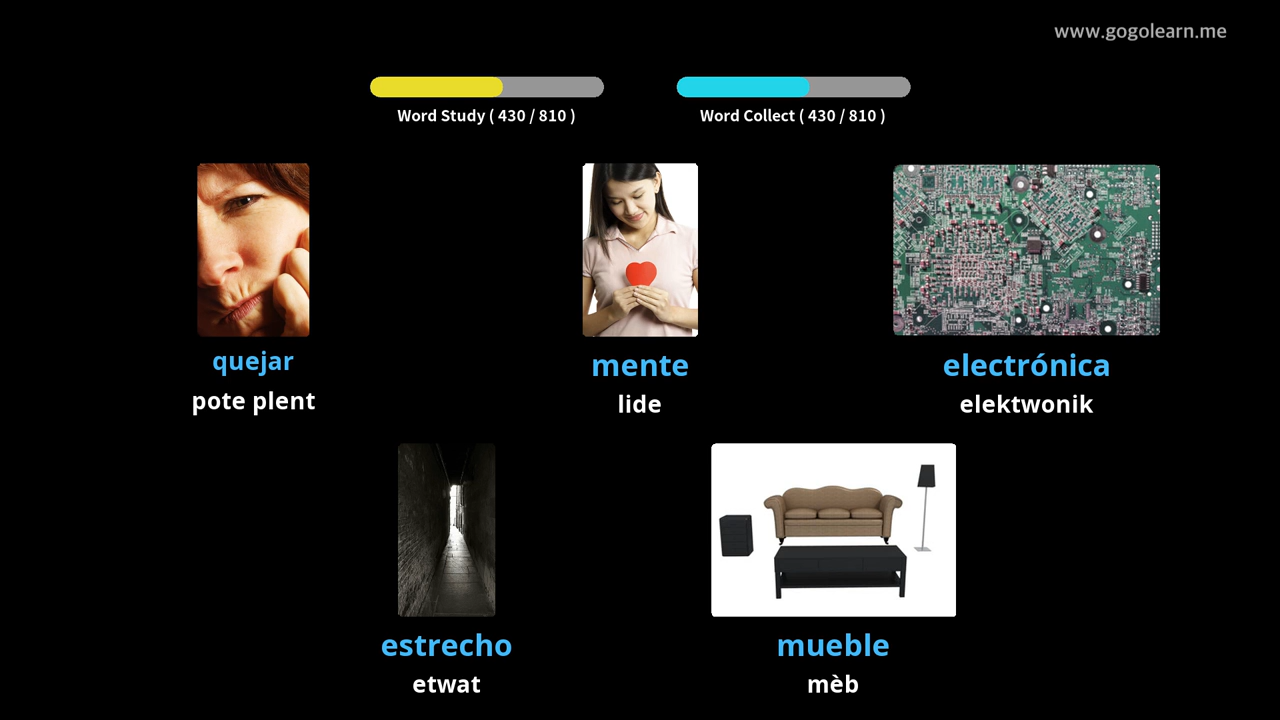 www.gogolearn.me
Word Study ( 430 / 810 )
Word Collect ( 430 / 810 )
quejar
pote plent
mente
lide
electrónica
elektwonik
estrecho
etwat
mueble
mèb